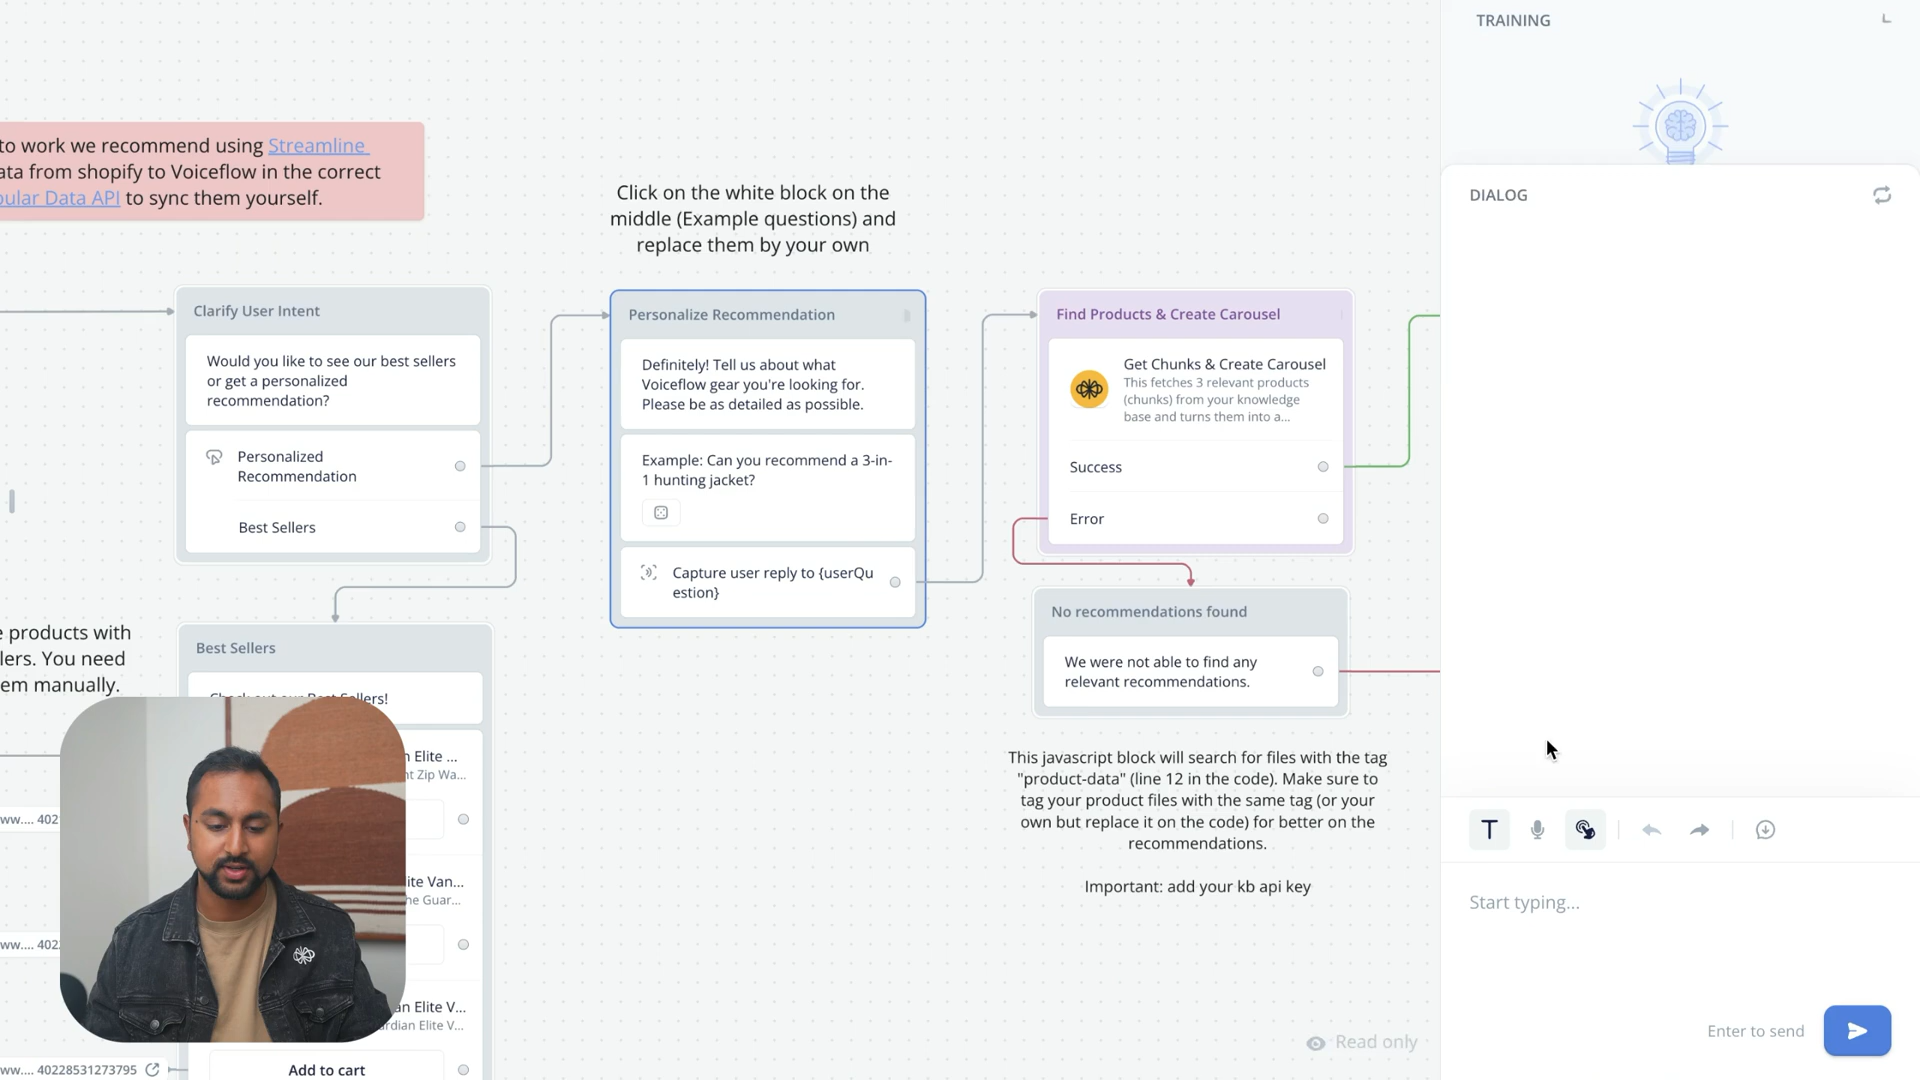 TRAINING
to work we recommend using Streamline
ata from shopify to Voiceflow in the correct
pular Data API to sync them yourself.
DIALOG
Click on the white block on the
middle (Example questions) and
replace them by your own
Clarify User Intent
Would you like to see our best sellers
or get a personalized
recommendation?
Personalized
Recommendation
Best Sellers
Personalize Recommendation
Definitely! Tell us about what
Voiceflow gear you're looking for.
Please be as detailed as possible.
Example: Can you recommend a 3-in-
1 hunting jacket?
Capture user reply to {userQu
estion}
Find Products & Create Carousel
Get Chunks & Create Carousel
This fetches 3 relevant products
(chunks) from your knowledge
base and turns them into a...
Success
Error
No recommendations found
We were not able to find any
relevant recommendations.
e products with
lers. You need
em manually.
Best Sellers
Check out our Best Sellers!
n Elite ...
nt Zip Wa...
ww.... 402
ite Van...
he Guar...
ww.... 402
an Elite V...
ardian Elite V...
Add to cart
ww.... 40228531273795
This javascript block will search for files with the tag
"product-data" (line 12 in the code). Make sure to
tag your product files with the same tag (or your
own but replace it on the code) for better on the
recommendations.
Important: add your kb api key
Read only
T
Start typing...
Enter to send